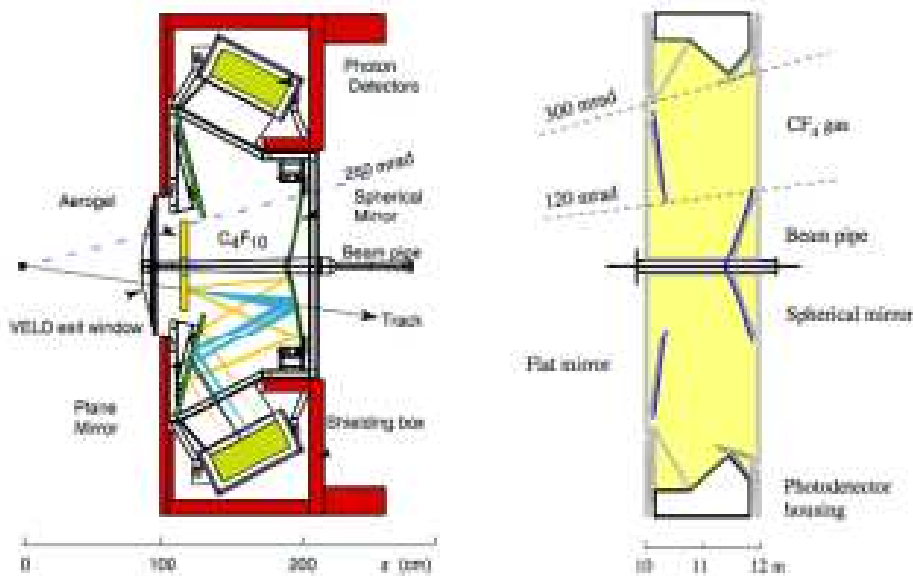 Photon
Detectors
250 mrad
Aerogel
Spherical
Mirror
C4F10
Beam pipe
VELO exit window
Track
Plane
Mirror
Shielding box
0
100
200
z (cm)
300 mrad
CF4 gas
120 mrad
Beam pipe
Spherical mirror
Flat mirror
Photodetector
housing
10
11
12 m